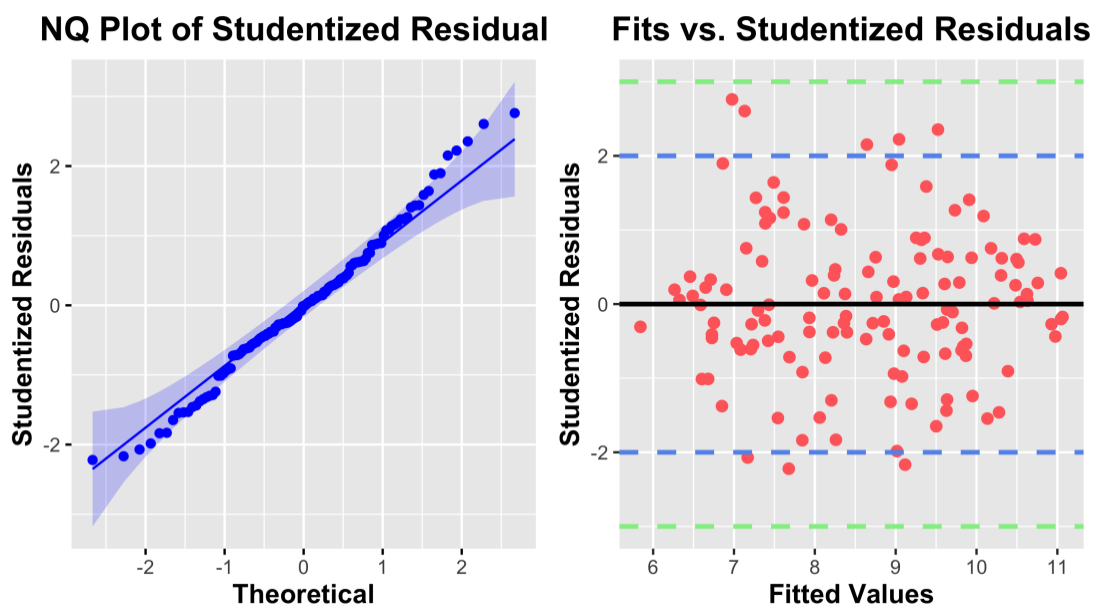 NQ Plot of Studentized Residual
Studentized Residuals
2
0
-2
-2
-1
0
1
2
Theoretical
Fits vs. Studentized Residuals
Studentized Residuals
2
0
-2
6
7
8
9
10
11
Fitted Values